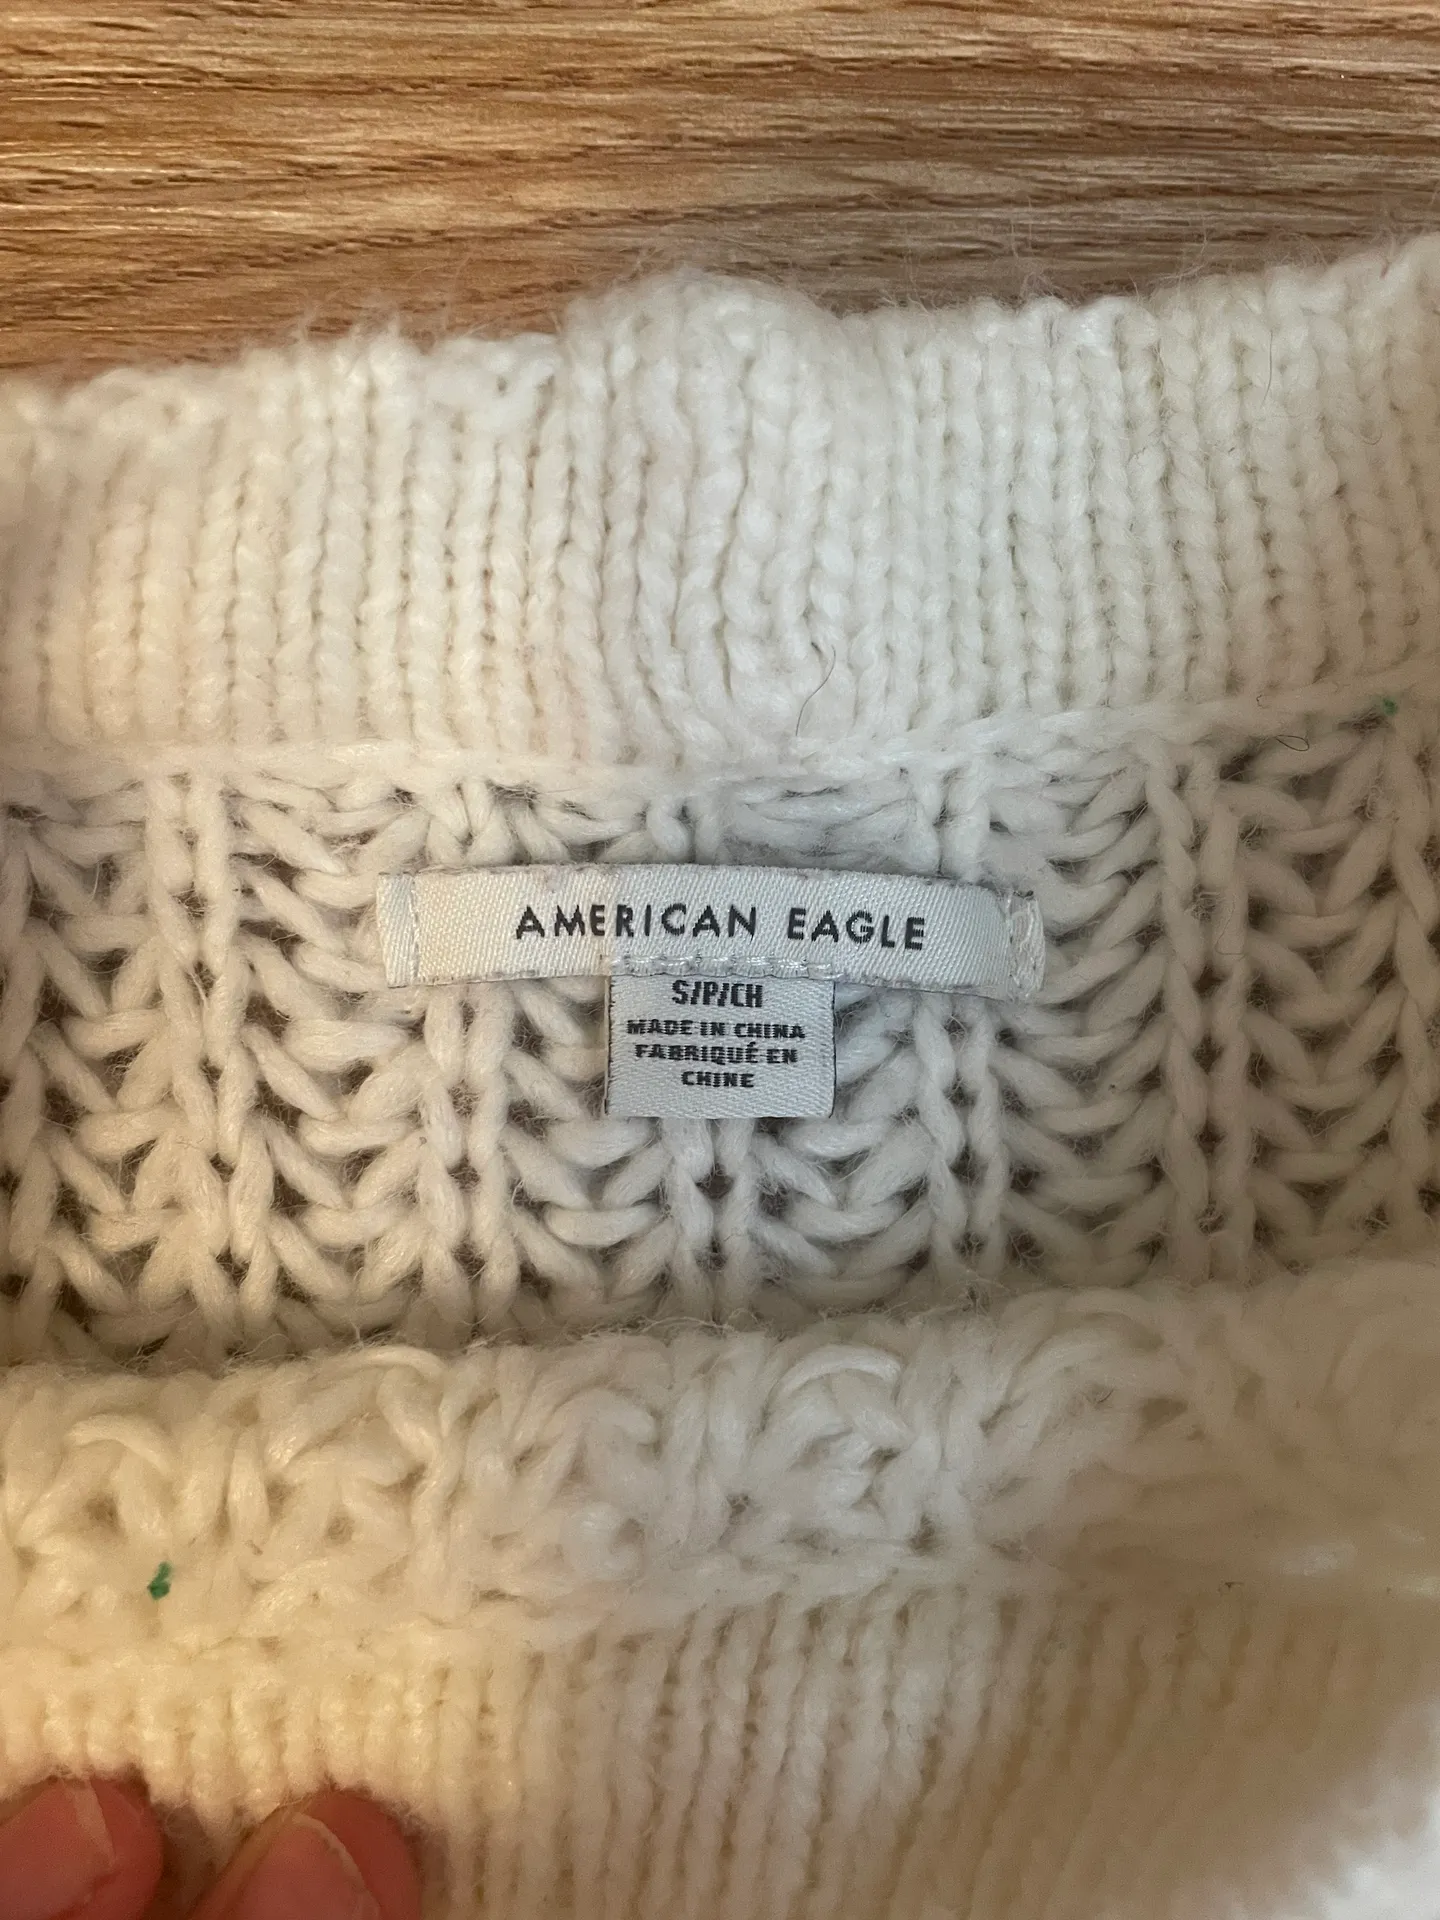 AMERICAN EAGLE
S/P/CH
MADE IN CHINA
FABRIQUÉ EN
CHINE